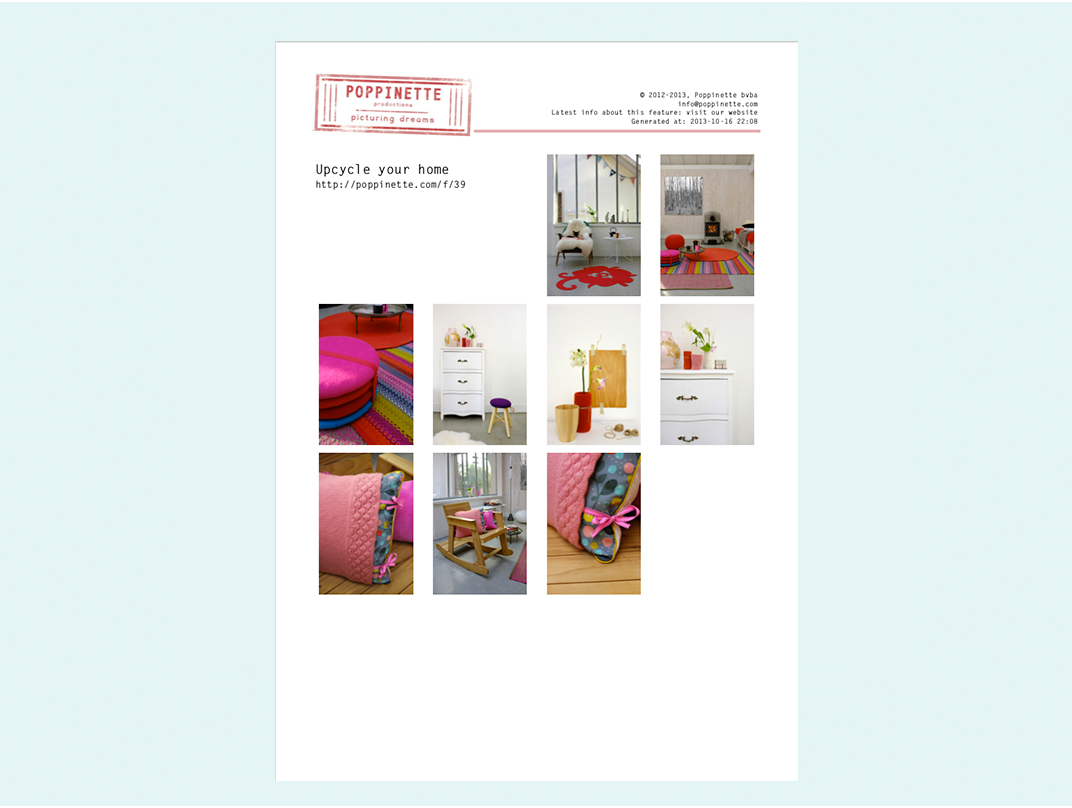 POPPINETTE
productions
picturing dreams
© 2012-2013, Poppinette bvba
info@poppinette.com
Latest info about this feature: visit our website
Generated at: 2013-10-16 22:08
Upcycle your home
http://poppinette.com/f/39